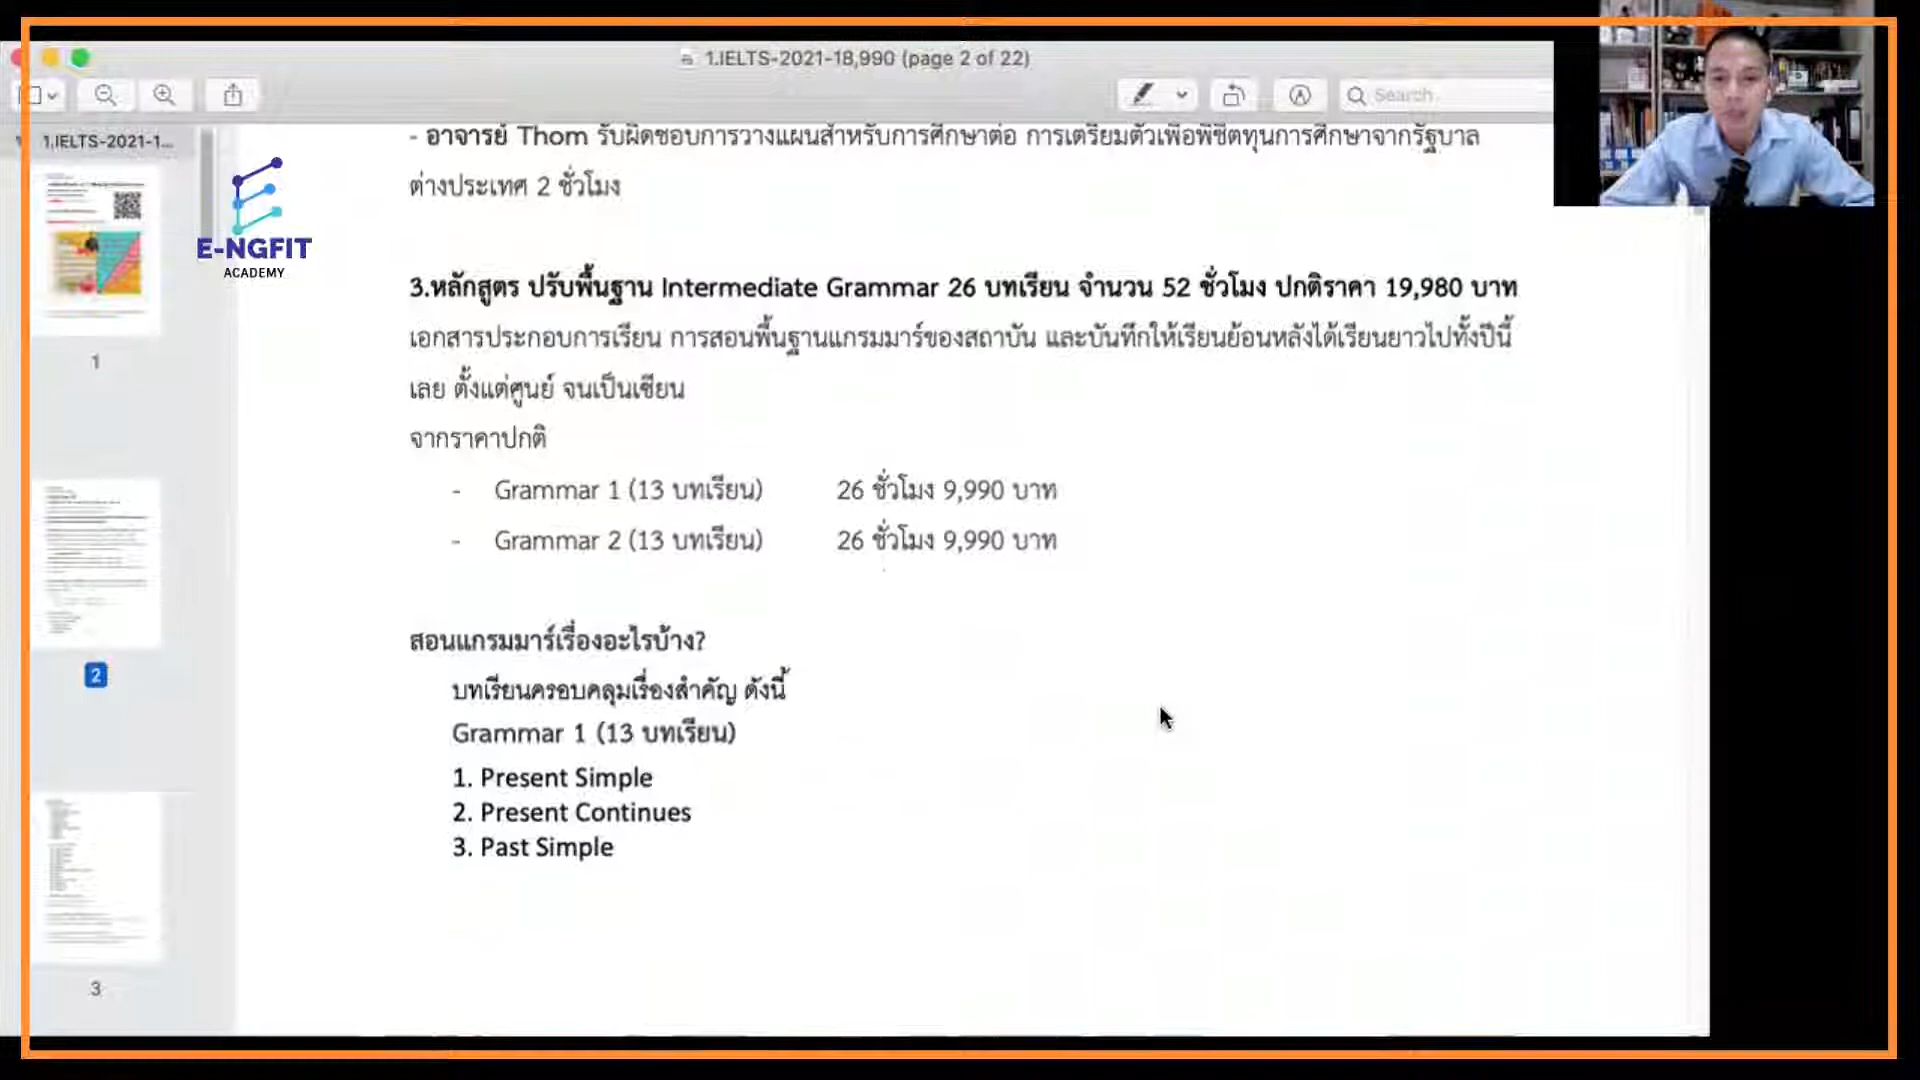 1.IELTS-2021-18,990 (page 2 of 22)
Search
1.IELTS-2021-1...
E-NGFIT
ACADEMY
1
2
3
- อาจารย์ Thom รับผิดชอบการวางแผนสำหรับการศึกษาต่อ การเตรียมตัวเพื่อพิชิตทุนการศึกษาจากรัฐบาล
ต่างประเทศ 2 ชั่วโมง
3.หลักสูตร ปรับพื้นฐาน Intermediate Grammar 26 บทเรียน จำนวน 52 ชั่วโมง ปกติราคา 19,980 บาท
เอกสารประกอบการเรียน การสอนพื้นฐานแกรมมาร์ของสถาบัน และบันทึกให้เรียนย้อนหลังได้เรียนยาวไปทั้งปีนี้
เลย ตั้งแต่ศูนย์ จนเป็นเซียน
จากราคาปกติ
- Grammar 1 (13 บทเรียน) 26 ชั่วโมง 9,990 บาท
- Grammar 2 (13 บทเรียน) 26 ชั่วโมง 9,990 บาท
สอนแกรมมาร์เรื่องอะไรบ้าง?
บทเรียนครอบคลุมเรื่องสำคัญ ดังนี้
Grammar 1 (13 บทเรียน)
1. Present Simple
2. Present Continues
3. Past Simple